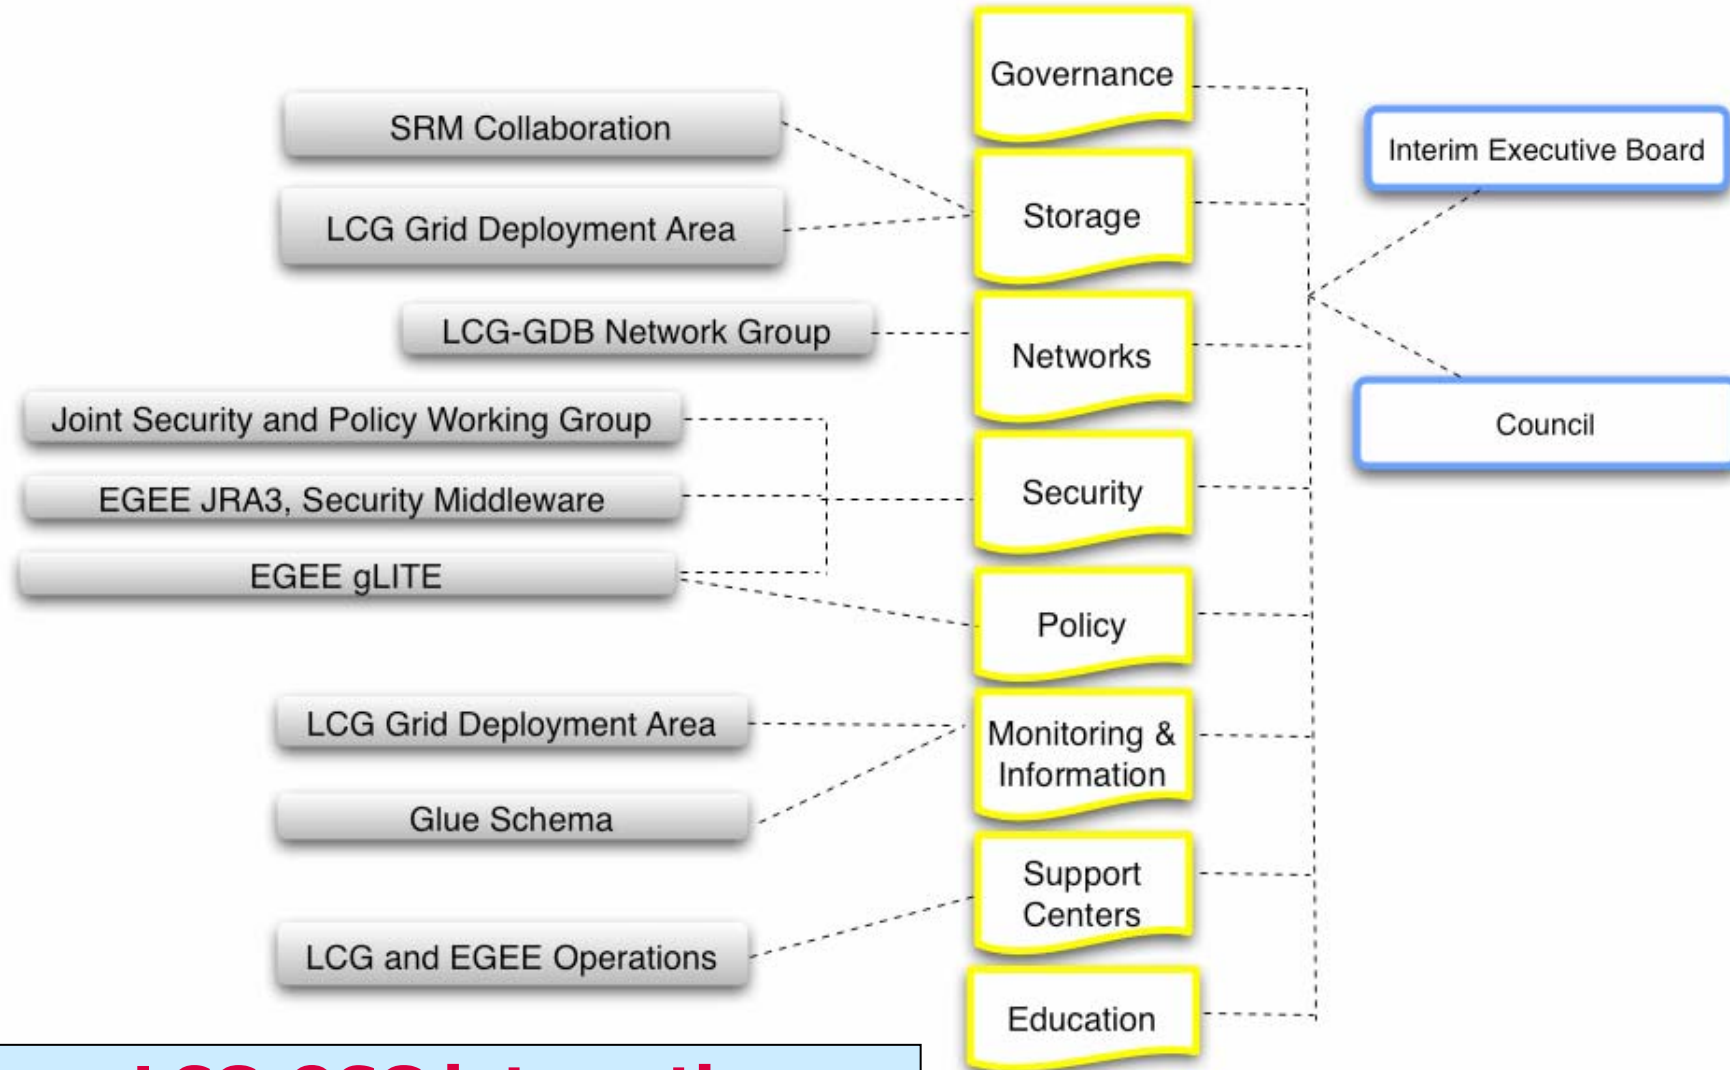 Governance
SRM Collaboration
Interim Executive Board
LCG Grid Deployment Area
Storage
LCG-GDB Network Group
Networks
Joint Security and Policy Working Group
Council
EGEE JRA3, Security Middleware
Security
EGEE gLITE
Policy
LCG Grid Deployment Area
Monitoring &
Information
Glue Schema
Support
Centers
LCG and EGEE Operations
Education